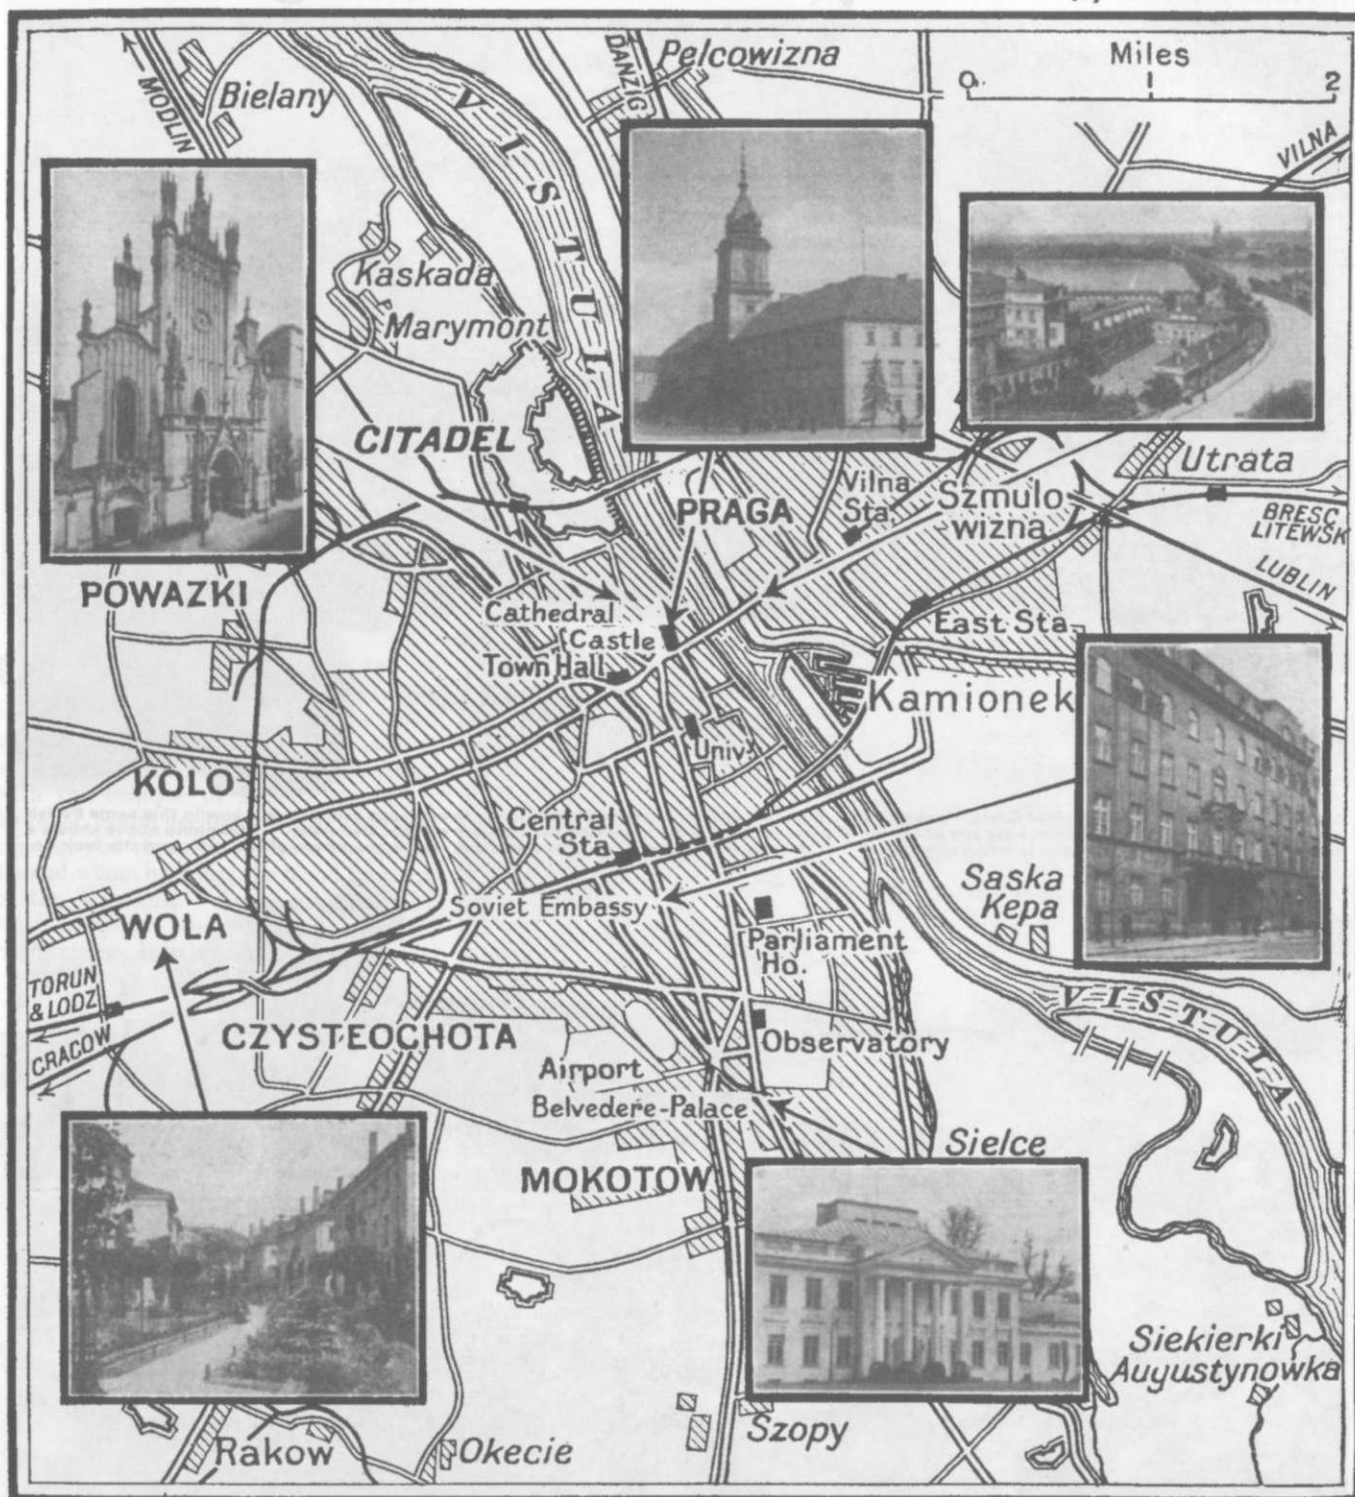 Miles
0 2
MODLIN
Bielany
VISTULA
DANZIG
Pelcowizna
VILNA
Kaskada
Marymont
CITADEL
PRAGA
Vilna
Sta.
Szmulo
wizna
Utrata
BRESC
LITEWSK
LUBLIN
POWAZKI
Cathedral
Castle
Town Hall
East Sta.
Kamionek
Univ.
KOLO
Central
Sta.
Soviet Embassy
Saska
Kepa
WOLA
Parliament
Ho.
TORUN
& LODZ
CRACOW
VISTULA
CZYSTEOCHOTA
Observatory
Airport
Belvedere-Palace
Sielce
MOKOTOW
Siekierki
Augustynowka
Szopy
Rakow
Okecie